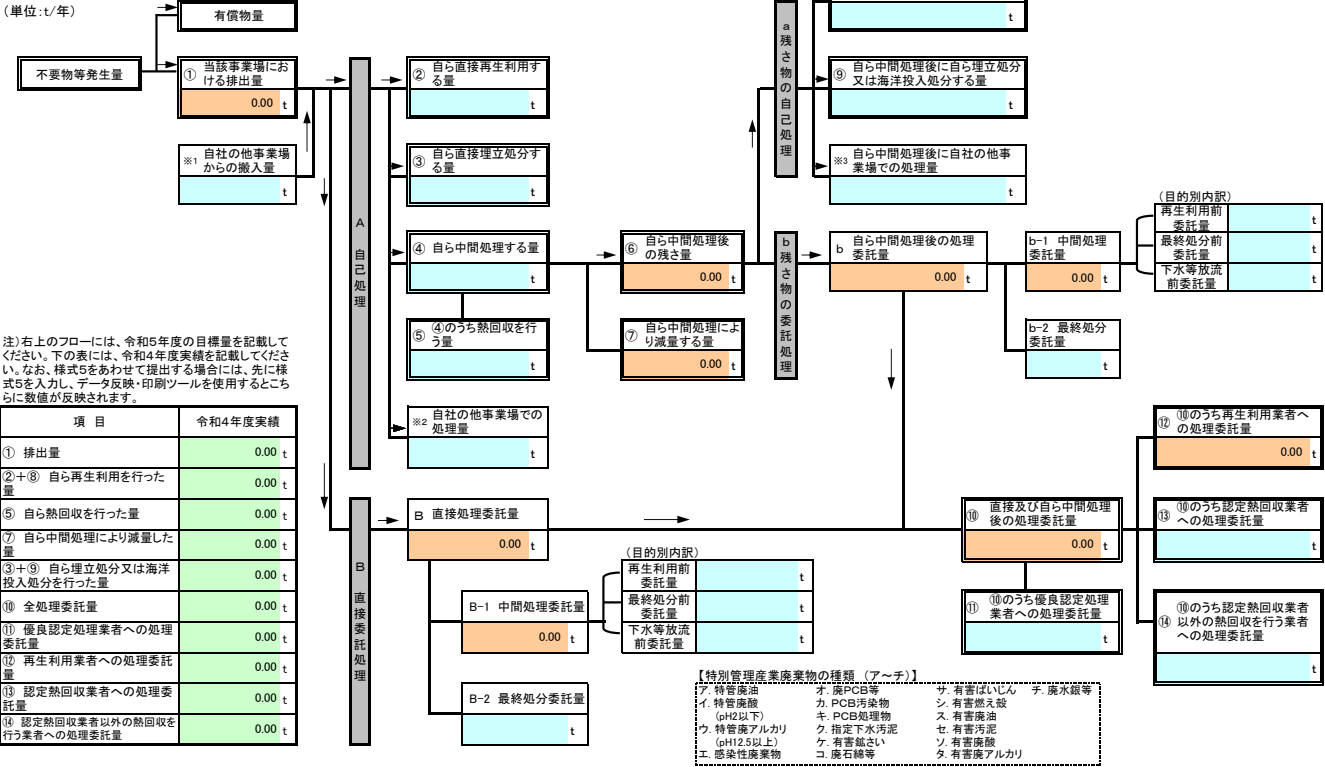 (単位:t/年)
有償物量
t
不要物等発生量
① 当該事業場にお
ける排出量
0.00 t
※1 自社の他事業場
からの搬入量
t
A 自己処理
② 自ら直接再生利用す
る量
t
③ 自ら直接埋立処分す
る量
t
④ 自ら中間処理する量
t
⑤ ④のうち熱回収を行
う量
t
※2 自社の他事業場での
処理量
t
⑥ 自ら中間処理後
の残さ量
0.00 t
⑦ 自ら中間処理によ
り減量する量
0.00 t
a 残さ物の自己処理
⑨ 自ら中間処理後に自ら埋立処分
又は海洋投入処分する量
t
※3 自ら中間処理後に自社の他事
業場での処理量
t
b 残さ物の委託処理
b 自ら中間処理後の処理
委託量
0.00 t
b-1 中間処理
委託量
0.00 t
b-2 最終処分
委託量
t
(目的別内訳)
再生利用前
委託量
t
最終処分前
委託量
t
下水等放流
前委託量
t
注)右上のフローには、令和5年度の目標量を記載して
ください。下の表には、令和4年度実績を記載してくださ
い。なお、様式5をあわせて提出する場合には、先に様
式5を入力し、データ反映・印刷ツールを使用するとこち
らに数値が反映されます。
項 目 令和4年度実績
① 排出量 0.00 t
②+⑧ 自ら再生利用を行った
量 0.00 t
⑤ 自ら熱回収を行った量 0.00 t
⑦ 自ら中間処理により減量した
量 0.00 t
③+⑨ 自ら埋立処分又は海洋
投入処分を行った量 0.00 t
⑩ 全処理委託量 0.00 t
⑪ 優良認定処理業者への処理
委託量 0.00 t
⑫ 再生利用業者への処理委託
量 0.00 t
⑬ 認定熱回収業者への処理委
託量 0.00 t
⑭ 認定熱回収業者以外の熱回収を
行う業者への処理委託量 0.00 t
B 直接委託処理
B 直接処理委託量
0.00 t
B-1 中間処理委託量
0.00 t
B-2 最終処分委託量
t
(目的別内訳)
再生利用前
委託量
t
最終処分前
委託量
t
下水等放流
前委託量
t
⑩ 直接及び自ら中間処理
後の処理委託量
0.00 t
⑪ ⑩のうち優良認定処理
業者への処理委託量
t
⑫ ⑩のうち再生利用業者へ
の処理委託量
0.00 t
⑬ ⑩のうち認定熱回収業者
への処理委託量
t
⑭ ⑩のうち認定熱回収業者
以外の熱回収を行う業者
への処理委託量
t
【特別管理産業廃棄物の種類 (ア~チ)】
ア. 特管廃油 オ. 廃PCB等 サ. 有害ばいじん チ. 廃水銀等
イ. 特管廃酸 カ. PCB汚染物 シ. 有害燃え殻
(pH2以下) キ. PCB処理物 ス. 有害廃油
ウ. 特管廃アルカリ ク. 指定下水汚泥 セ. 有害汚泥
(pH12.5以上) ケ. 有害鉱さい ソ. 有害廃酸
エ. 感染性廃棄物 コ. 廃石綿等 タ. 有害廃アルカリ